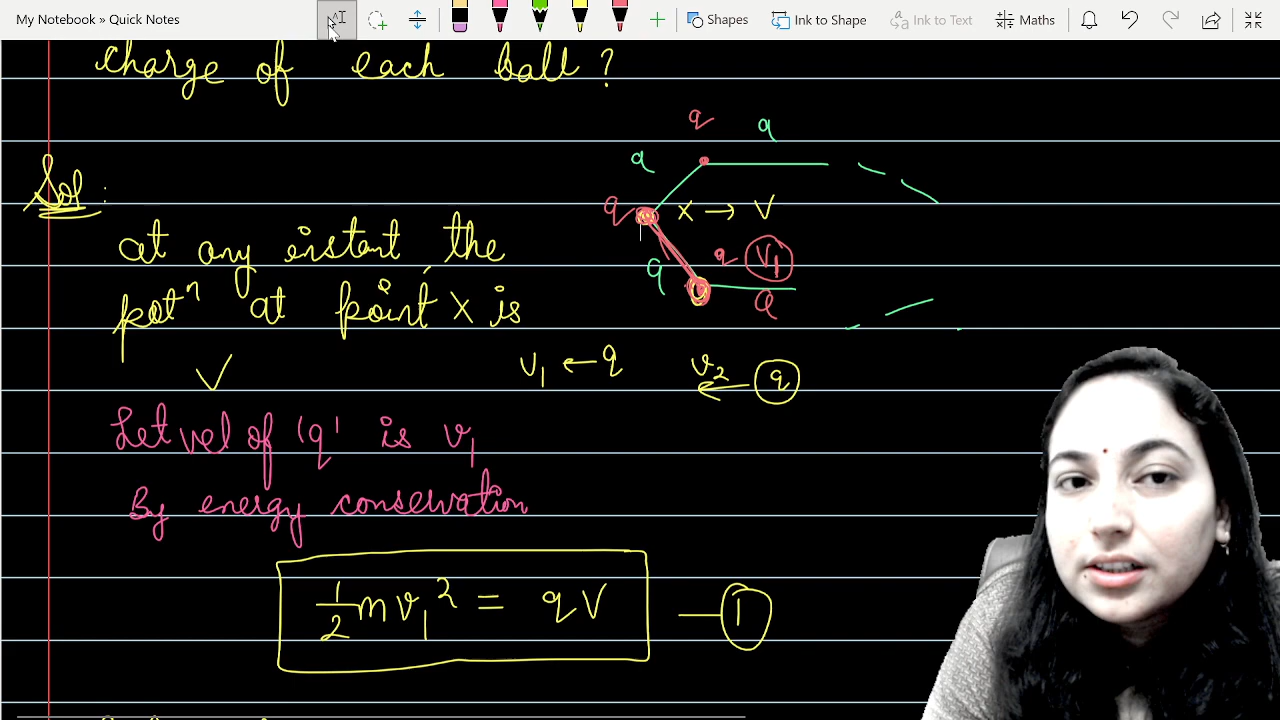 My Notebook » Quick Notes
Shapes Ink to Shape Ink to Text Maths
charge of each ball ?
Sol :
at any instant, the
potⁿ at point X is
V
q a
a
q X → V
q V₁
q a
v₁ ← q v₂ ← q
Let vel of 'q' is v₁
By energy conservation
½mv₁² = qV — 1